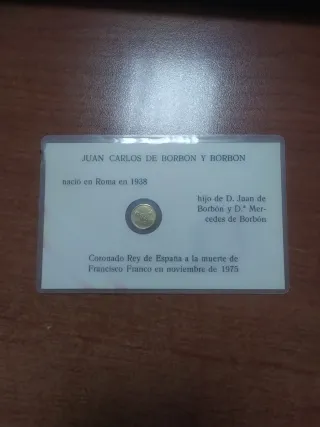 JUAN CARLOS DE BORBON Y BORBON
nacio en Roma en 1938
hijo de D. Juan de
Borbón y D.ª Mer-
cedes de Borbón
Coronado Rey de España a la muerte de
Francisco Franco en noviembre de 1975